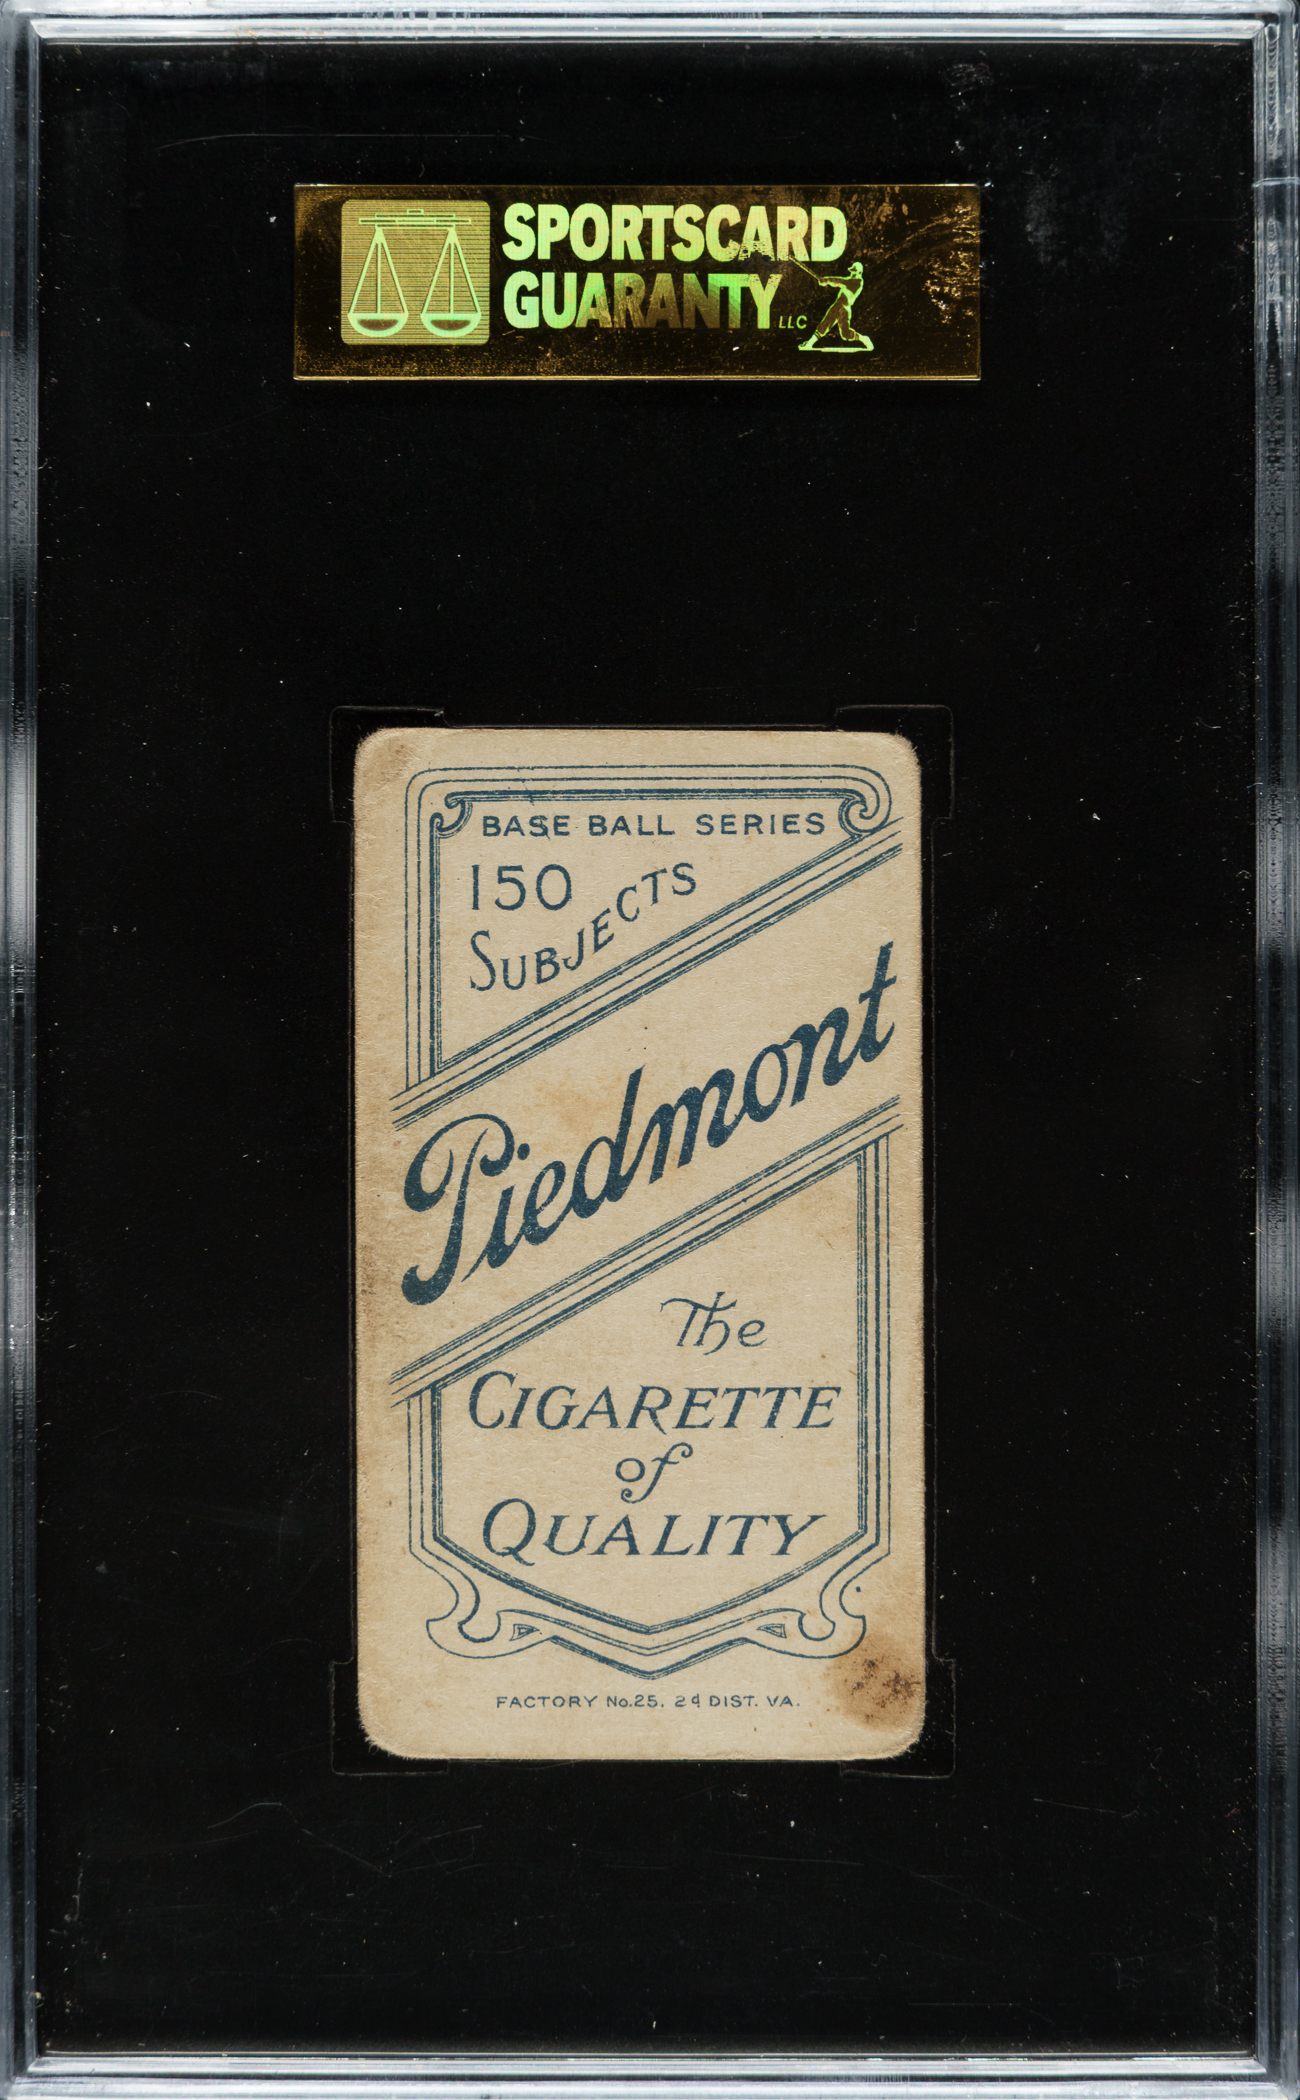 SPORTSCARD
GUARANTY LLC
BASE BALL SERIES
150
SUBJECTS
Piedmont
The
CIGARETTE
of
QUALITY
FACTORY No.25. 2d DIST. VA.